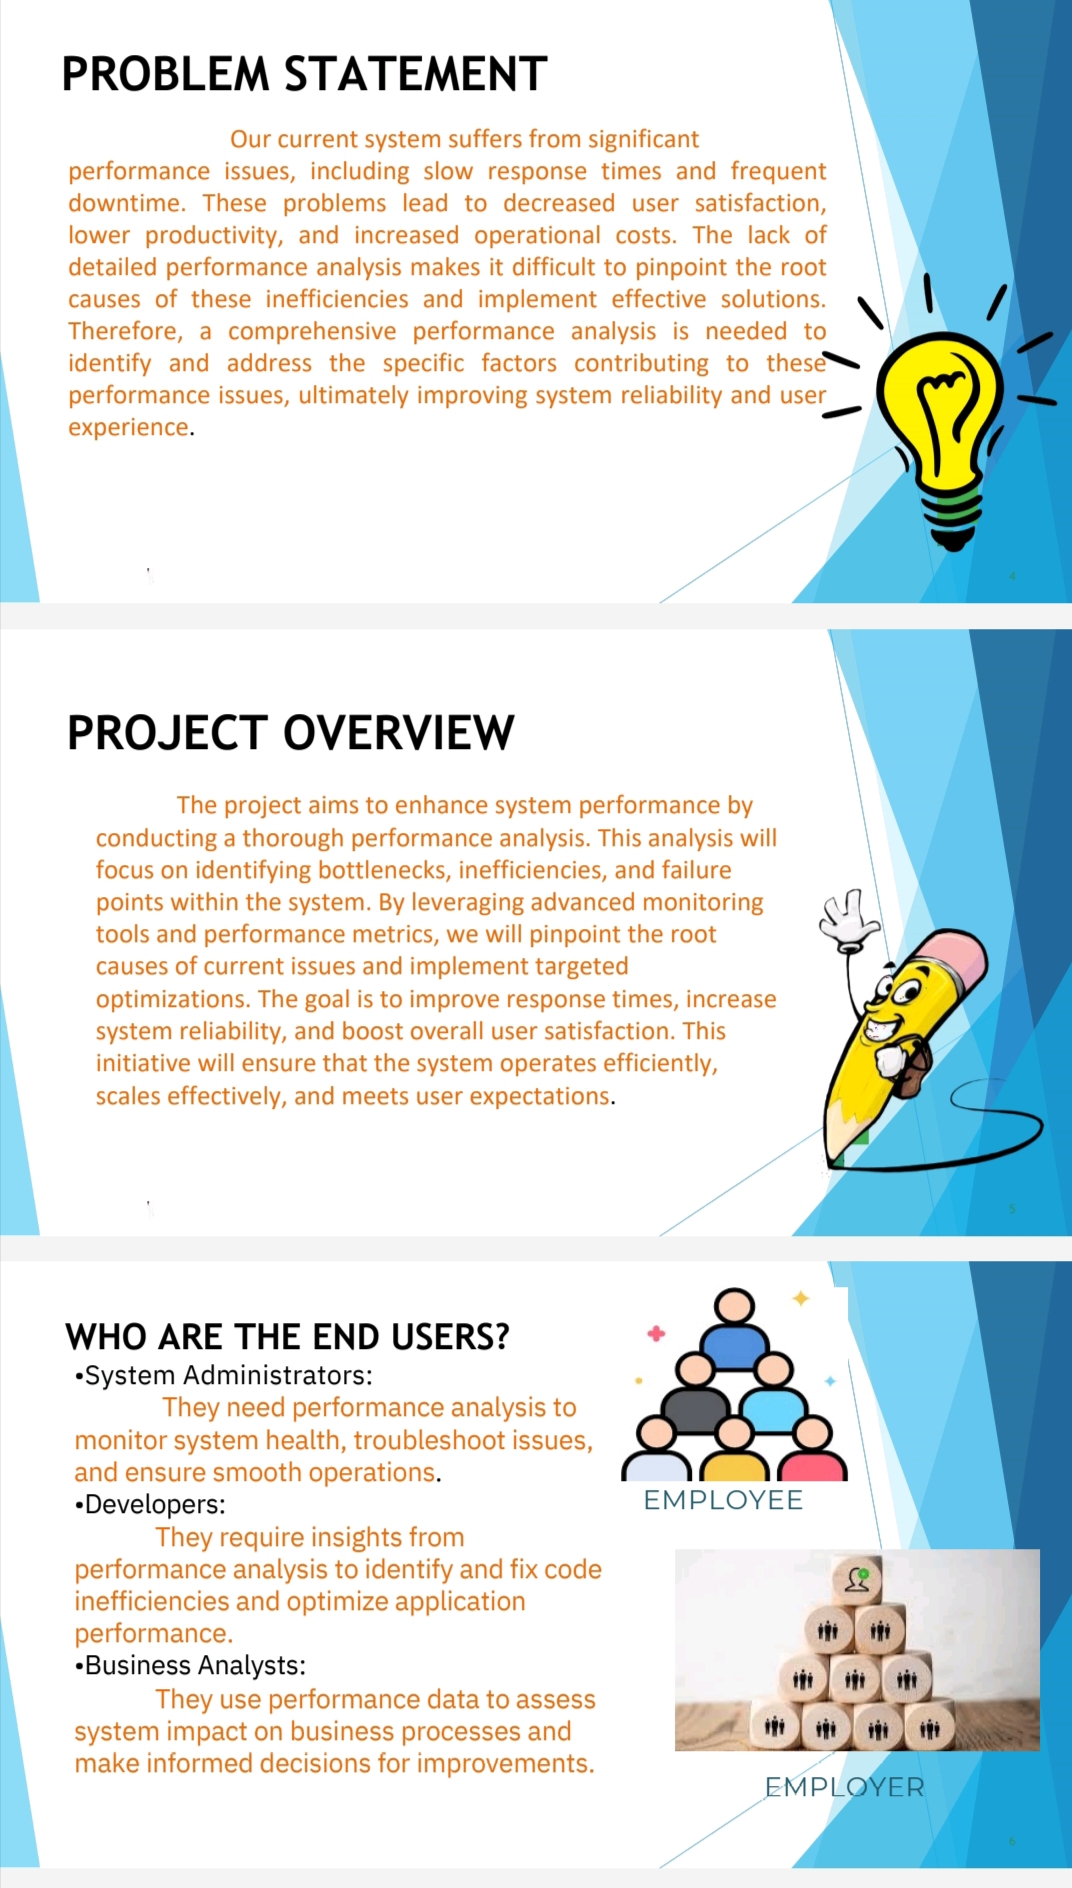 PROBLEM STATEMENT
Our current system suffers from significant
performance issues, including slow response times and frequent
downtime. These problems lead to decreased user satisfaction,
lower productivity, and increased operational costs. The lack of
detailed performance analysis makes it difficult to pinpoint the root
causes of these inefficiencies and implement effective solutions.
Therefore, a comprehensive performance analysis is needed to
identify and address the specific factors contributing to these
performance issues, ultimately improving system reliability and user
experience.
4
PROJECT OVERVIEW
The project aims to enhance system performance by
conducting a thorough performance analysis. This analysis will
focus on identifying bottlenecks, inefficiencies, and failure
points within the system. By leveraging advanced monitoring
tools and performance metrics, we will pinpoint the root
causes of current issues and implement targeted
optimizations. The goal is to improve response times, increase
system reliability, and boost overall user satisfaction. This
initiative will ensure that the system operates efficiently,
scales effectively, and meets user expectations.
5
WHO ARE THE END USERS?
•System Administrators:
They need performance analysis to
monitor system health, troubleshoot issues,
and ensure smooth operations.
•Developers:
They require insights from
performance analysis to identify and fix code
inefficiencies and optimize application
performance.
•Business Analysts:
They use performance data to assess
system impact on business processes and
make informed decisions for improvements.
EMPLOYEE
EMPLOYER
6